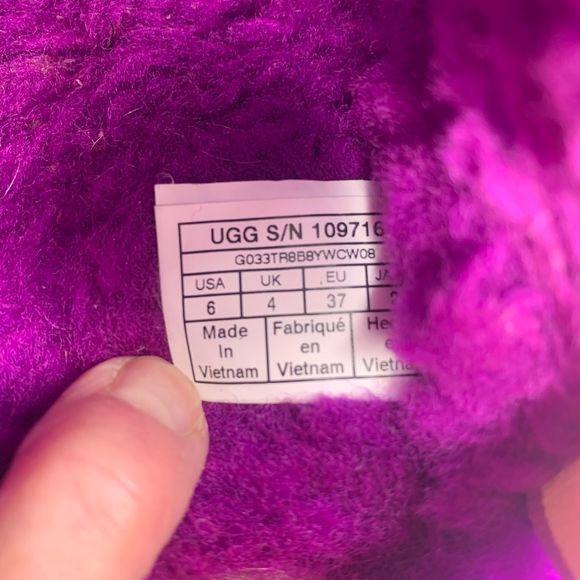 UGG S/N 109716
G033TR8B8YWCW08
USA UK EU
6 4 37
Made Fabriqué
In en
Vietnam Vietnam